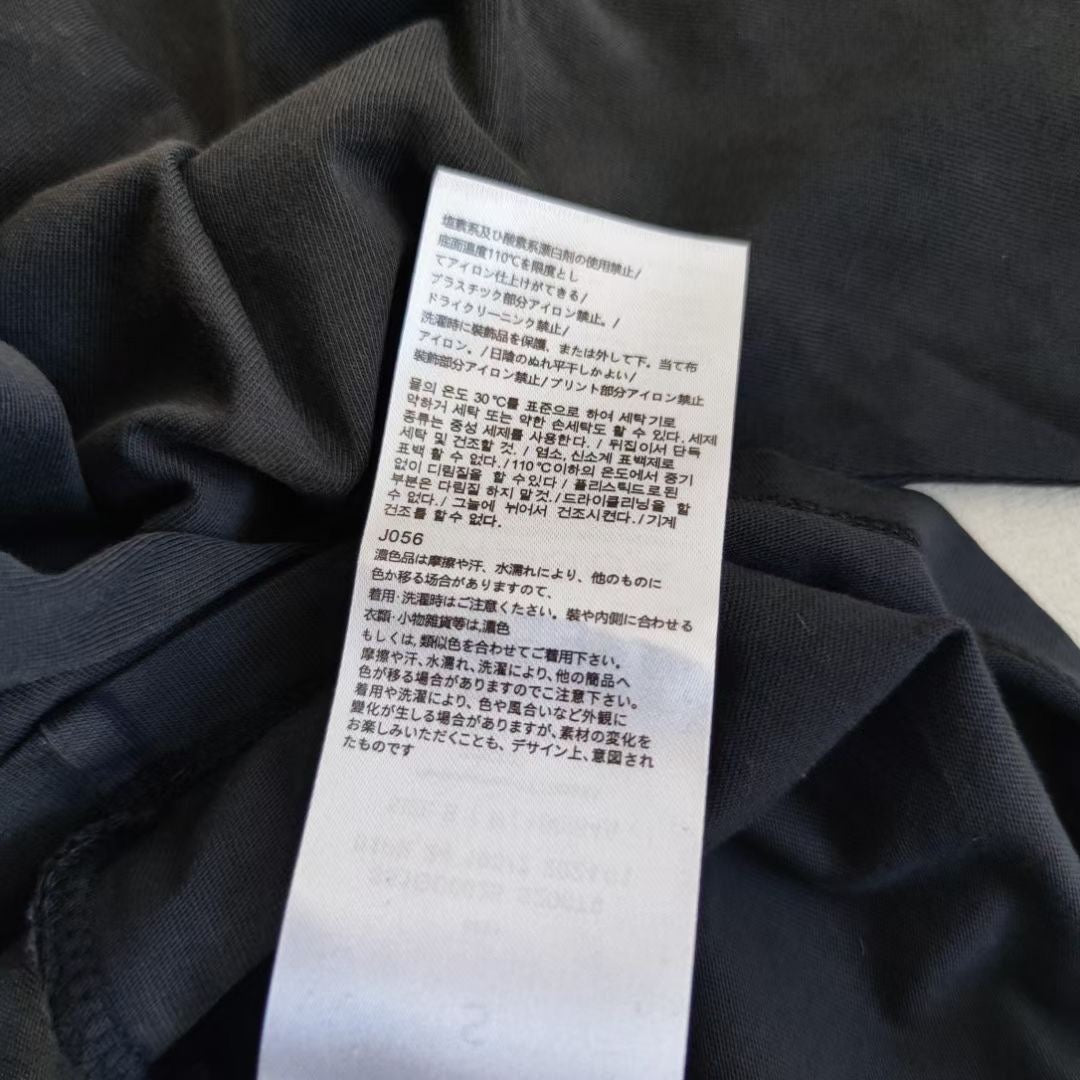 塩素系及び酸素系漂白剤の使用禁止/
底面温度110℃を限度とし
てアイロン仕上げができる/
プラスチック部分アイロン禁止。/
ドライクリーニング禁止/
洗濯時に装飾品を保護、または外して下。当て布
アイロン。/日陰のぬれ平干しかよい/
装飾部分アイロン禁止/プリント部分アイロン禁止
물의 온도 30℃를 표준으로 하여 세탁기로
약하거 세탁 또는 약한 손세탁도 할 수 있다. 세제
종류는 중성 세제를 사용한다. / 뒤집이서 단독
세탁 및 건조할 것. / 염소, 신소계 표백제로
표백 할 수 없다./110℃이하의 온도에서 증기
없이 디림질을 할 수있다 / 플리스틱드로된
부분은 다림질 하지 말것./드라이클리닝을 할
수 없다./ 그늘에 뉘어서 건조시켠다./기계
건조를 할수 없다.
J056
濃色品は摩擦や汗、水濡れにより、他のものに
色か移る場合がありますので、
着用·洗濯時はご注意ください。装や内側に合わせる
衣類·小物雑貨等は,濃色
もしくは,類似色を合わせてご着用下さい。
摩擦や汗、水濡れ、洗濯により、他の簡品へ
色が移る場合がありますのでご注意下さい。
着用や洗濯により、色や風合いなど外観に
變化が生しる場合がありますが、素材の変化を
お楽しみいただくことも、デザイン上、意図され
たものです